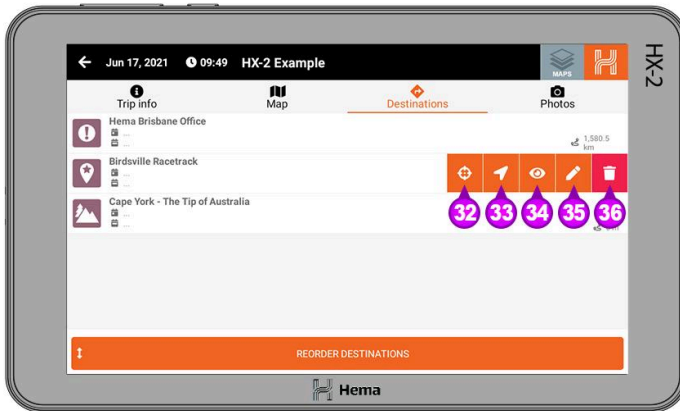 Jun 17, 2021 09:49 HX-2 Example
MAPS
HX-2
Trip info Map Destinations Photos
Hema Brisbane Office
...
...
1,580.5
km
Birdsville Racetrack
...
...
32 33 34 35 36
Cape York - The Tip of Australia
...
...
REORDER DESTINATIONS
Hema